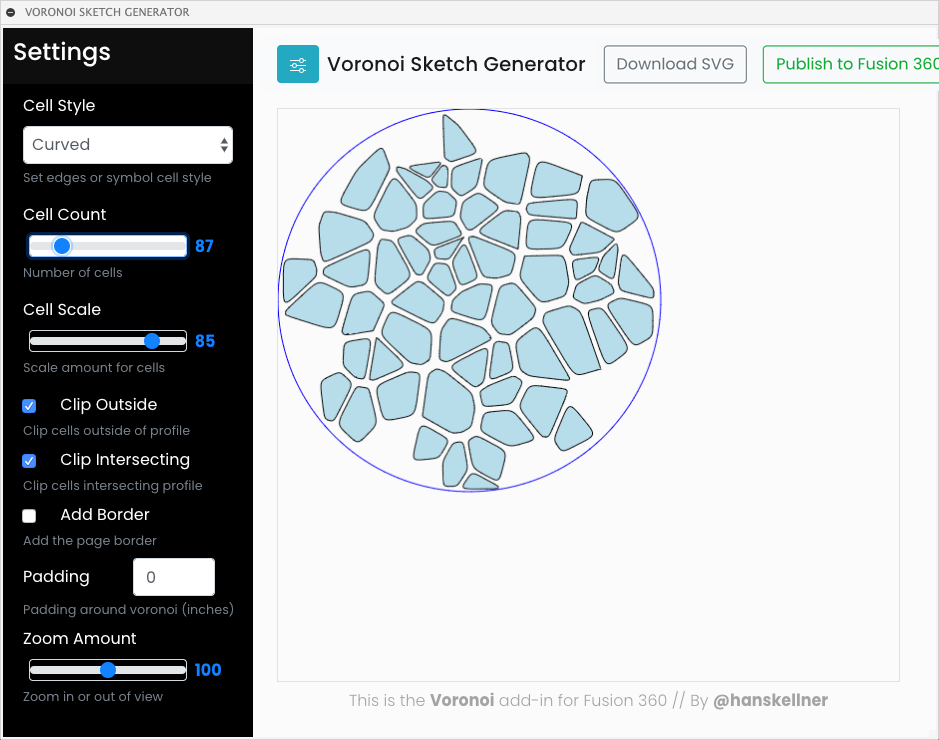 VORONOI SKETCH GENERATOR
Settings
Voronoi Sketch Generator
Download SVG
Publish to Fusion 360
Cell Style
Curved
Set edges or symbol cell style
Cell Count
87
Number of cells
Cell Scale
85
Scale amount for cells
Clip Outside
Clip cells outside of profile
Clip Intersecting
Clip cells intersecting profile
Add Border
Add the page border
Padding
0
Padding around voronoi (inches)
Zoom Amount
100
Zoom in or out of view
This is the Voronoi add-in for Fusion 360 // By @hanskellner